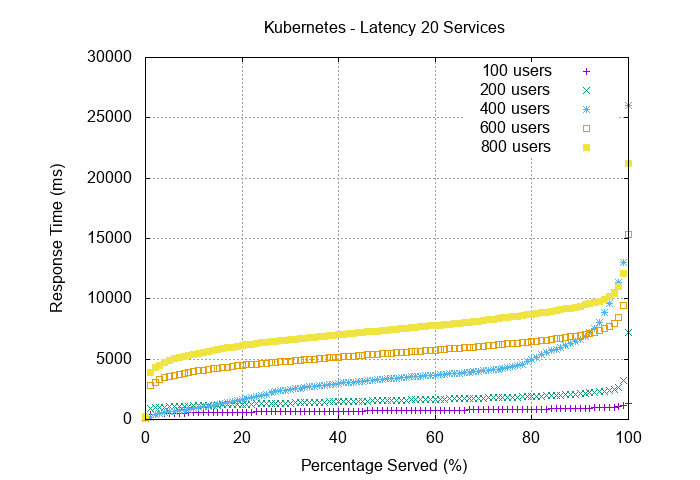 Kubernetes - Latency 20 Services
30000
25000
20000
15000
10000
5000
0
Response Time (ms)
100 users
200 users
400 users
600 users
800 users
0 20 40 60 80 100
Percentage Served (%)